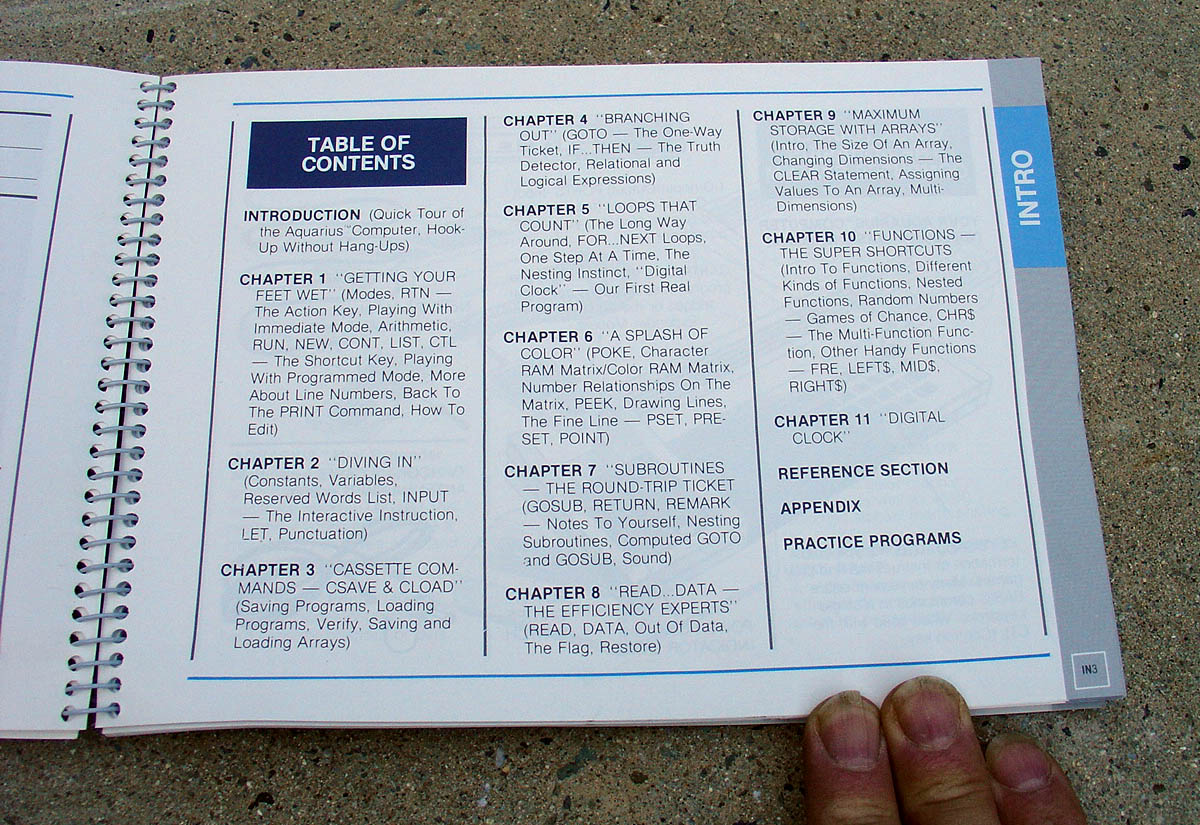 TABLE OF
CONTENTS
INTRODUCTION (Quick Tour of
the Aquarius™ Computer, Hook-
Up Without Hang-Ups)
CHAPTER 1 "GETTING YOUR
FEET WET" (Modes, RTN —
The Action Key, Playing With
Immediate Mode, Arithmetic,
RUN, NEW, CONT, LIST, CTL
— The Shortcut Key, Playing
With Programmed Mode, More
About Line Numbers, Back To
The PRINT Command, How To
Edit)
CHAPTER 2 "DIVING IN"
(Constants, Variables,
Reserved Words List, INPUT
— The Interactive Instruction,
LET, Punctuation)
CHAPTER 3 "CASSETTE COM-
MANDS — CSAVE & CLOAD"
(Saving Programs, Loading
Programs, Verify, Saving and
Loading Arrays)
CHAPTER 4 "BRANCHING
OUT" (GOTO — The One-Way
Ticket, IF...THEN — The Truth
Detector, Relational and
Logical Expressions)
CHAPTER 5 "LOOPS THAT
COUNT" (The Long Way
Around, FOR...NEXT Loops,
One Step At A Time, The
Nesting Instinct, "Digital
Clock" — Our First Real
Program)
CHAPTER 6 "A SPLASH OF
COLOR" (POKE, Character
RAM Matrix/Color RAM Matrix,
Number Relationships On The
Matrix, PEEK, Drawing Lines,
The Fine Line — PSET, PRE-
SET, POINT)
CHAPTER 7 "SUBROUTINES
— THE ROUND-TRIP TICKET
(GOSUB, RETURN, REMARK
— Notes To Yourself, Nesting
Subroutines, Computed GOTO
and GOSUB, Sound)
CHAPTER 8 "READ...DATA —
THE EFFICIENCY EXPERTS"
(READ, DATA, Out Of Data,
The Flag, Restore)
CHAPTER 9 "MAXIMUM
STORAGE WITH ARRAYS"
(Intro, The Size Of An Array,
Changing Dimensions — The
CLEAR Statement, Assigning
Values To An Array, Multi-
Dimensions)
CHAPTER 10 "FUNCTIONS —
THE SUPER SHORTCUTS
(Intro To Functions, Different
Kinds of Functions, Nested
Functions, Random Numbers
— Games of Chance, CHR$
— The Multi-Function Func-
tion, Other Handy Functions
— FRE, LEFT$, MID$,
RIGHT$)
CHAPTER 11 "DIGITAL
CLOCK"
REFERENCE SECTION
APPENDIX
PRACTICE PROGRAMS
INTRO
IN3